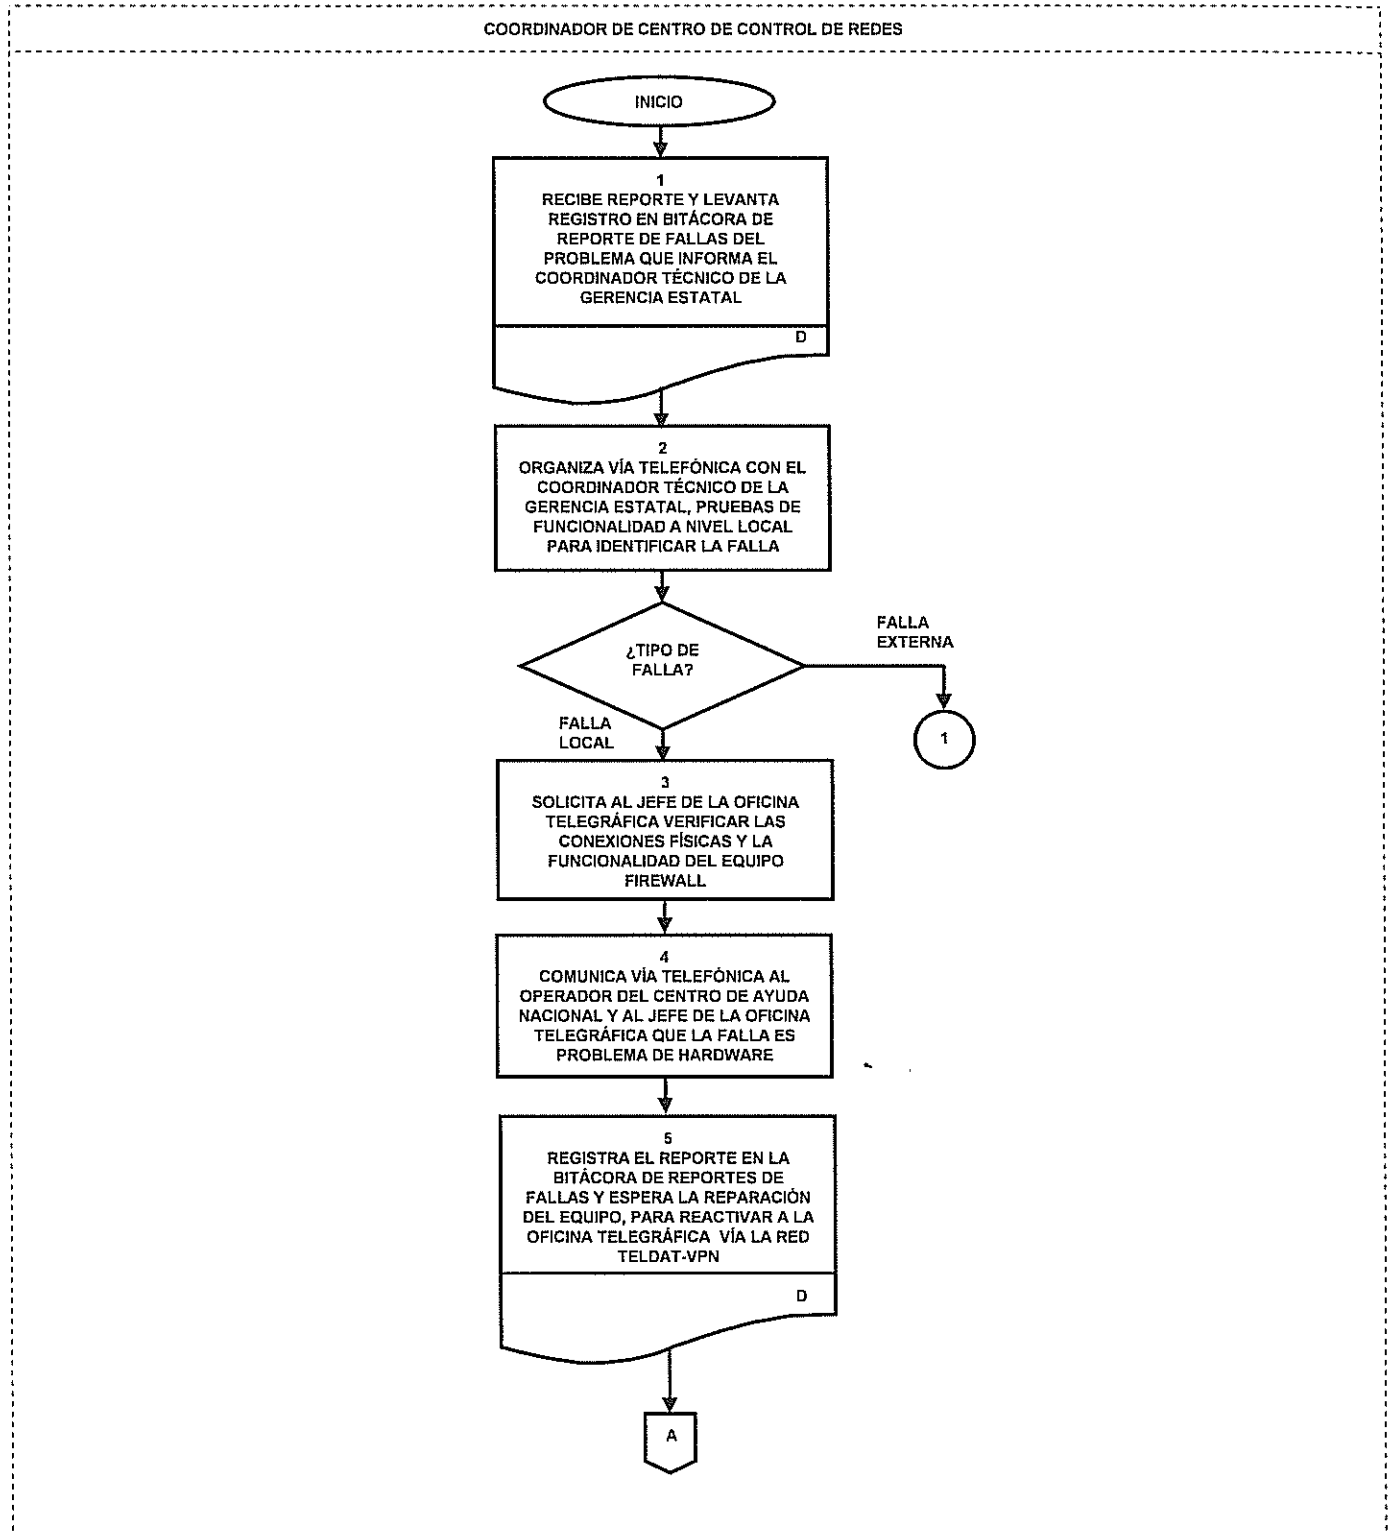 COORDINADOR DE CENTRO DE CONTROL DE REDES
INICIO
1
RECIBE REPORTE Y LEVANTA
REGISTRO EN BITÁCORA DE
REPORTE DE FALLAS DEL
PROBLEMA QUE INFORMA EL
COORDINADOR TÉCNICO DE LA
GERENCIA ESTATAL
D
2
ORGANIZA VÍA TELEFÓNICA CON EL
COORDINADOR TÉCNICO DE LA
GERENCIA ESTATAL, PRUEBAS DE
FUNCIONALIDAD A NIVEL LOCAL
PARA IDENTIFICAR LA FALLA
¿TIPO DE
FALLA?
FALLA
EXTERNA
1
FALLA
LOCAL
3
SOLICITA AL JEFE DE LA OFICINA
TELEGRÁFICA VERIFICAR LAS
CONEXIONES FÍSICAS Y LA
FUNCIONALIDAD DEL EQUIPO
FIREWALL
4
COMUNICA VÍA TELEFÓNICA AL
OPERADOR DEL CENTRO DE AYUDA
NACIONAL Y AL JEFE DE LA OFICINA
TELEGRÁFICA QUE LA FALLA ES
PROBLEMA DE HARDWARE
5
REGISTRA EL REPORTE EN LA
BITÁCORA DE REPORTES DE
FALLAS Y ESPERA LA REPARACIÓN
DEL EQUIPO, PARA REACTIVAR A LA
OFICINA TELEGRÁFICA VÍA LA RED
TELDAT-VPN
D
A